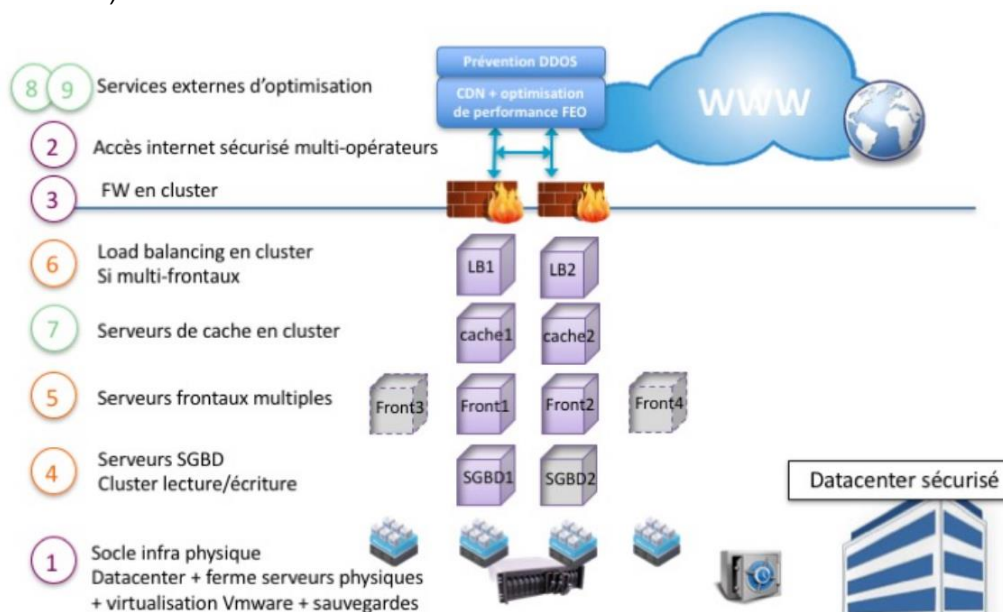 Prévention DDOS
8 9 Services externes d'optimisation
CDN + optimisation
de performance FEO
www
2 Accès internet sécurisé multi-opérateurs
3 FW en cluster
6 Load balancing en cluster
Si multi-frontaux
LB1 LB2
7 Serveurs de cache en cluster
cache1 cache2
5 Serveurs frontaux multiples
Front3 Front1 Front2 Front4
4 Serveurs SGBD
Cluster lecture/écriture
SGBD1 SGBD2
Datacenter sécurisé
1 Socle infra physique
Datacenter + ferme serveurs physiques
+ virtualisation Vmware + sauvegardes